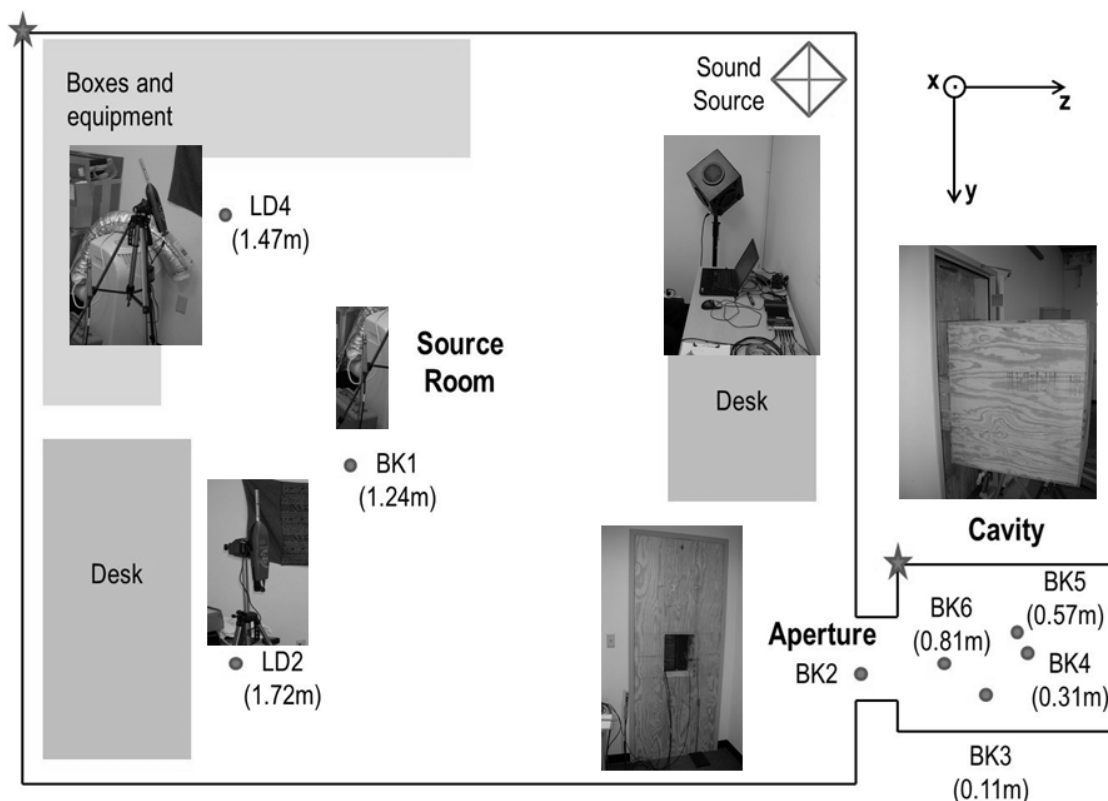 Boxes and
equipment
Sound
Source
x
z
y
LD4
(1.47m)
Source
Room
Desk
BK1
(1.24m)
Cavity
Desk
BK5
(0.57m)
BK6
(0.81m)
Aperture
BK2
BK4
(0.31m)
LD2
(1.72m)
BK3
(0.11m)